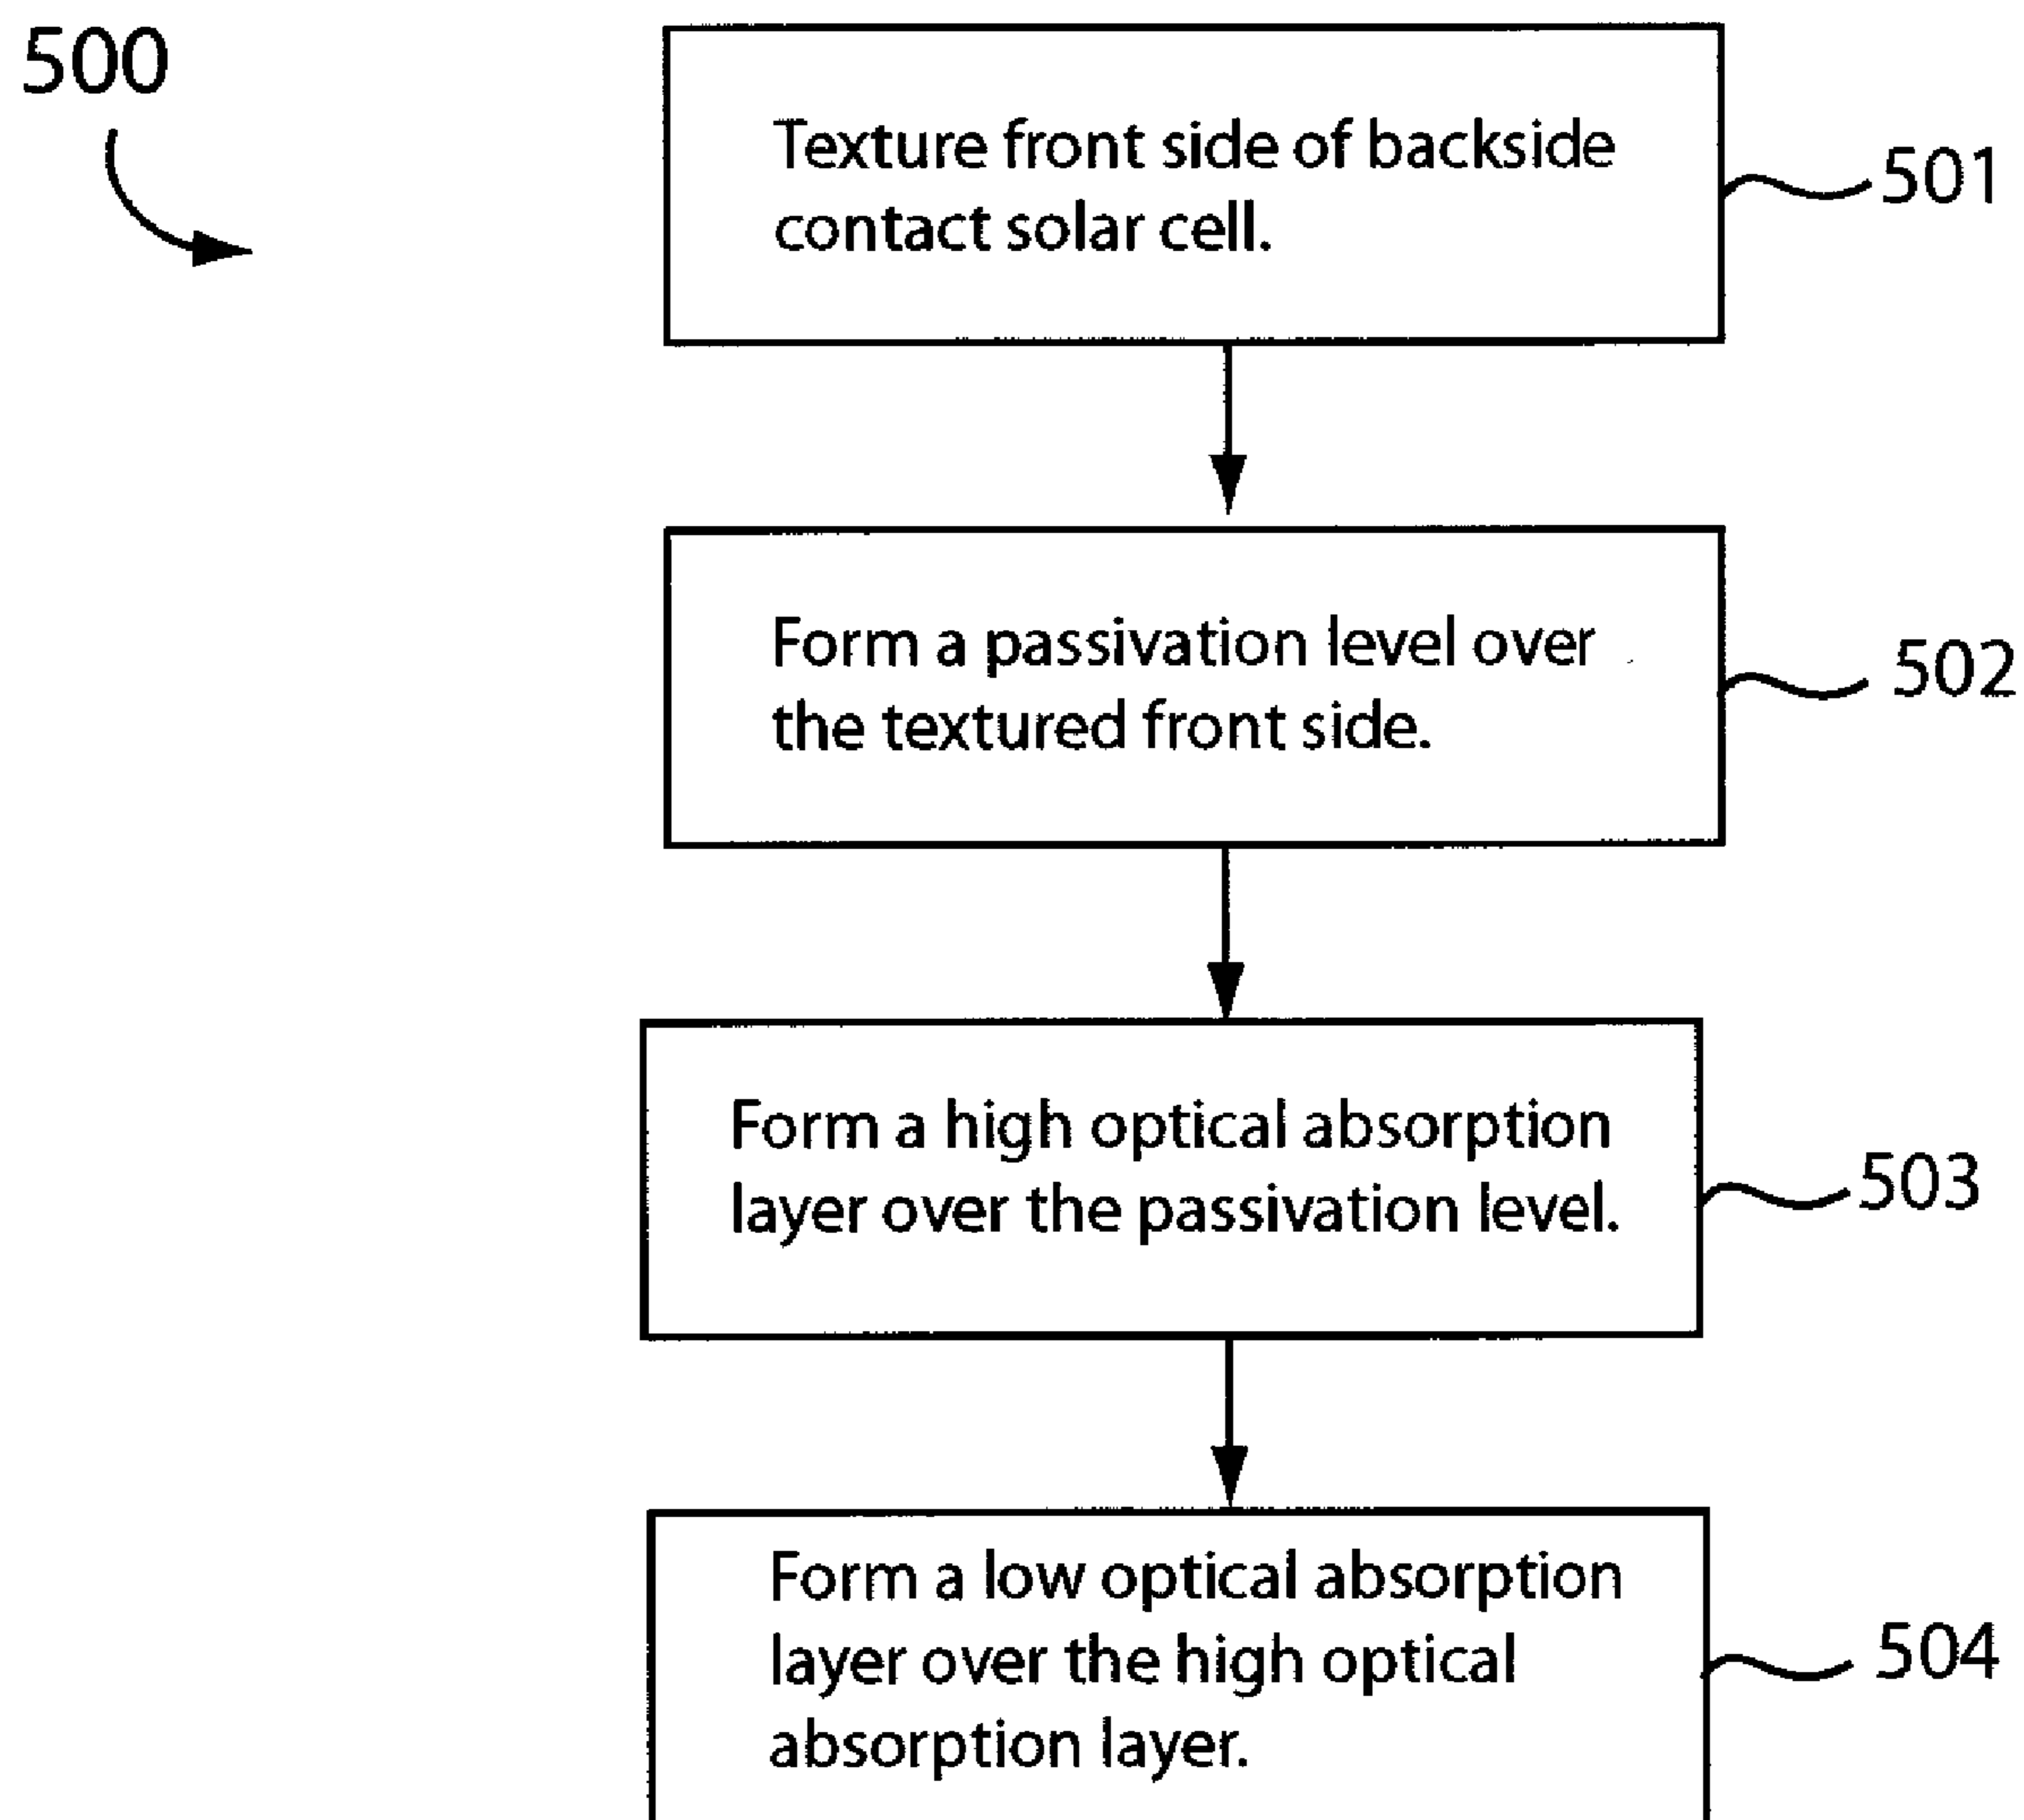 500
Texture front side of backside
contact solar cell.
501
Form a passivation level over
the textured front side.
502
Form a high optical absorption
layer over the passivation level.
503
Form a low optical absorption
layer over the high optical
absorption layer.
504